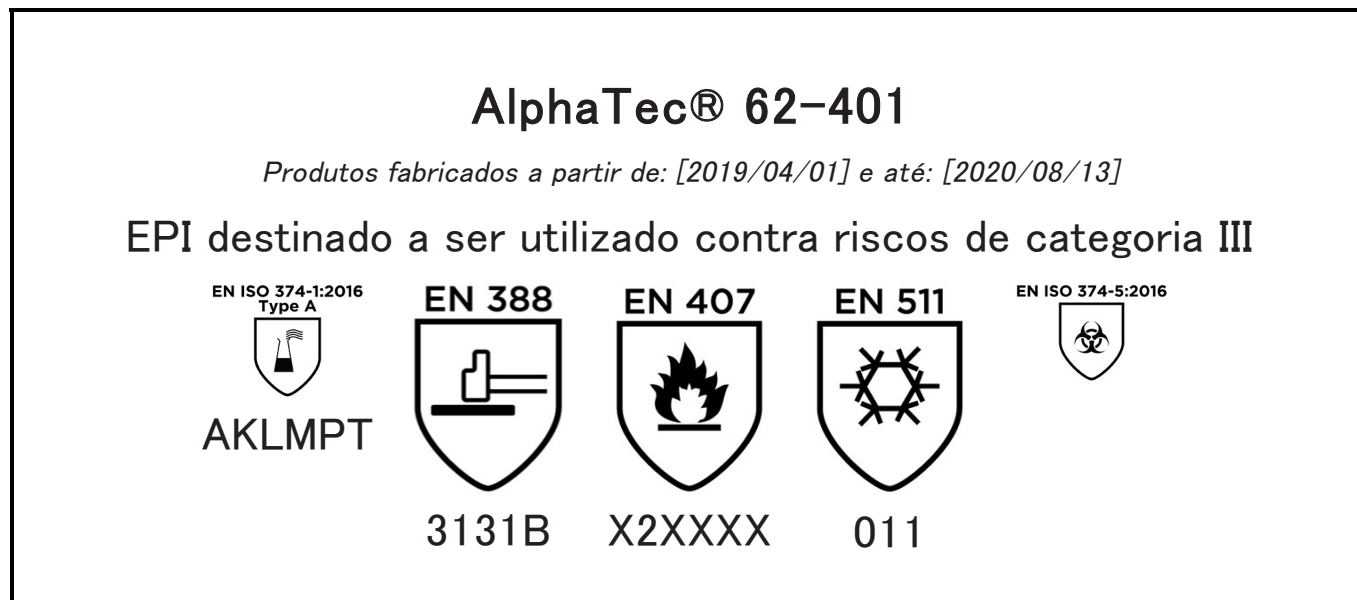 AlphaTec® 62-401
Produtos fabricados a partir de: [2019/04/01] e até: [2020/08/13]
EPI destinado a ser utilizado contra riscos de categoria III
EN ISO 374-1:2016
Type A
AKLMPT
EN 388
3131B
EN 407
X2XXXX
EN 511
011
EN ISO 374-5:2016